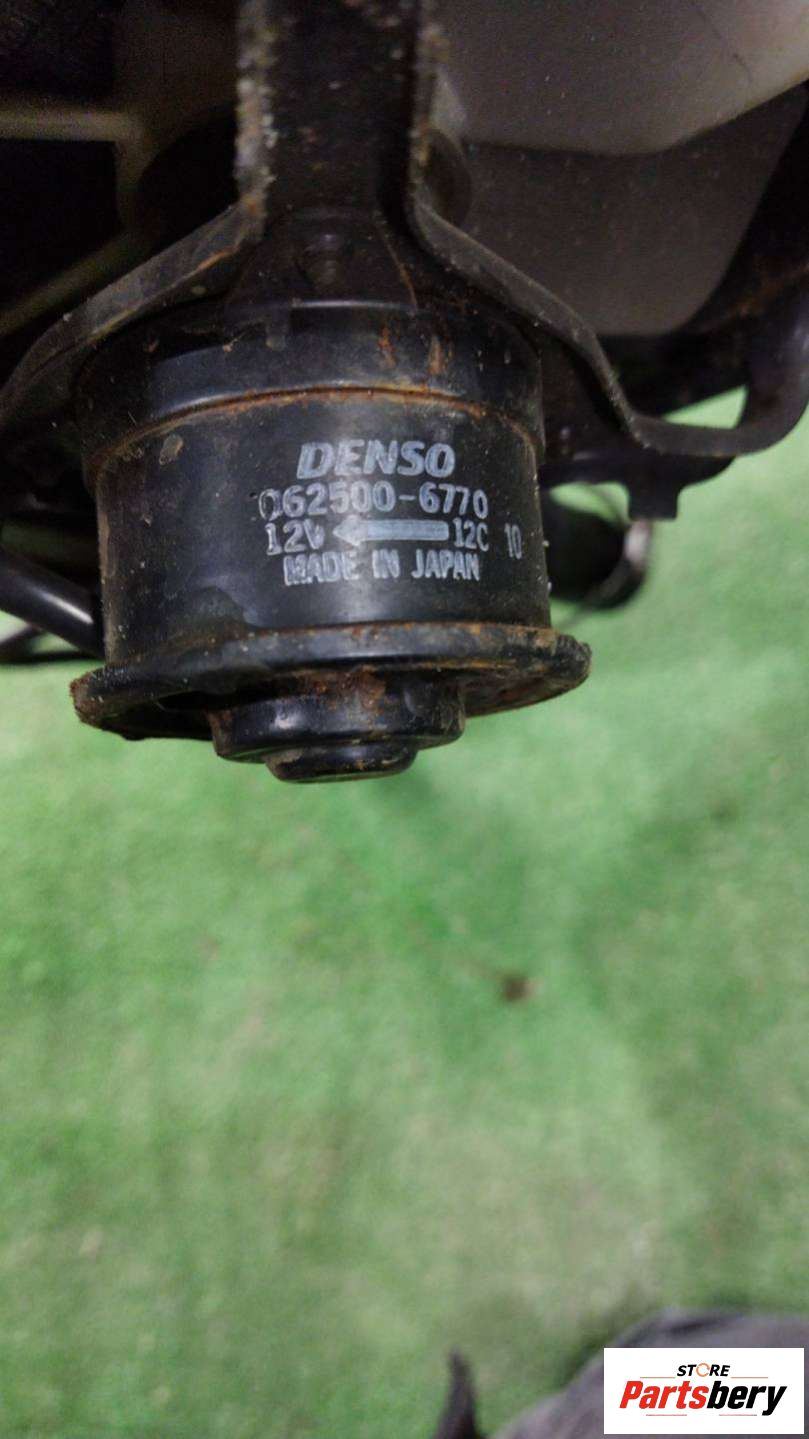 DENSO
062500-6770
12V 12C 10
MADE IN JAPAN
STORE
Partsbery